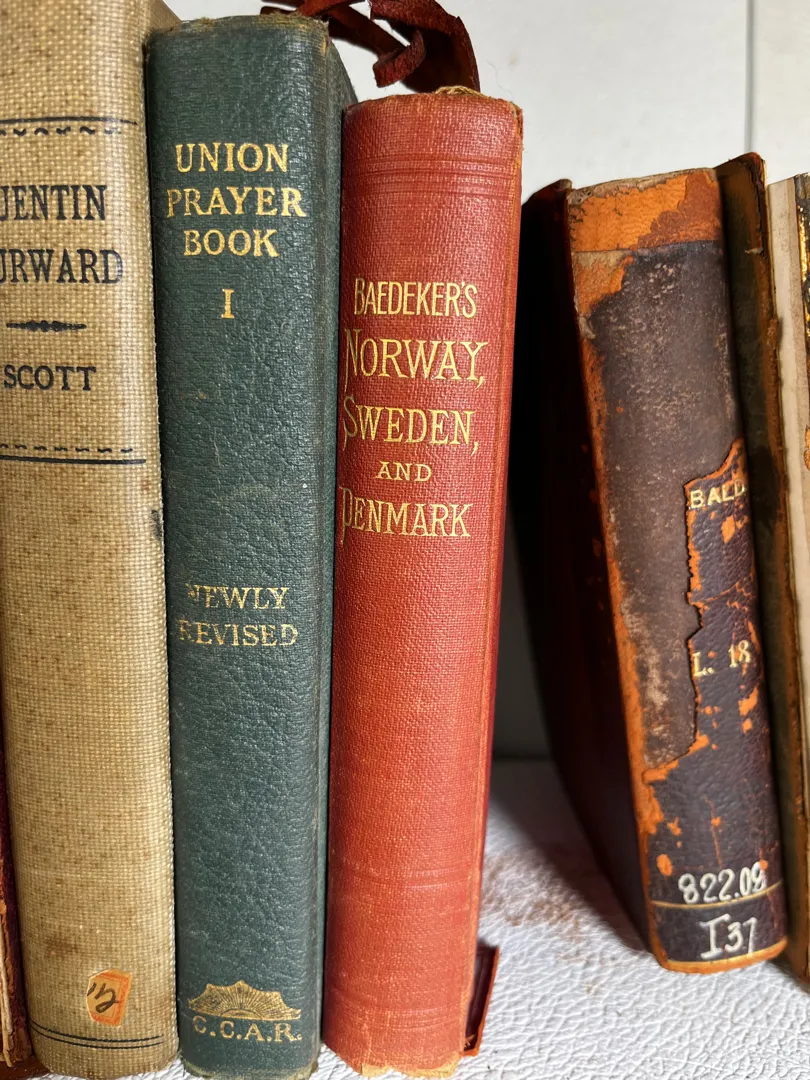 UENTIN
URWARD
SCOTT
UNION
PRAYER
BOOK
I
NEWLY
REVISED
C.C.A.R.
BAEDEKER'S
NORWAY,
SWEDEN,
AND
DENMARK
BALD
L. 18
822.09
I37